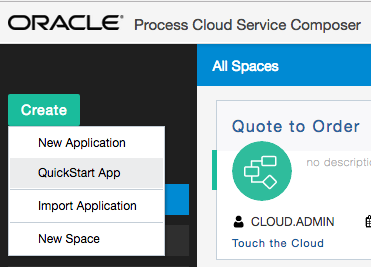 ORACLE® Process Cloud Service Composer
All Spaces
Create
New Application
QuickStart App
Import Application
New Space
Quote to Order
no descripti
CLOUD.ADMIN
Touch the Cloud